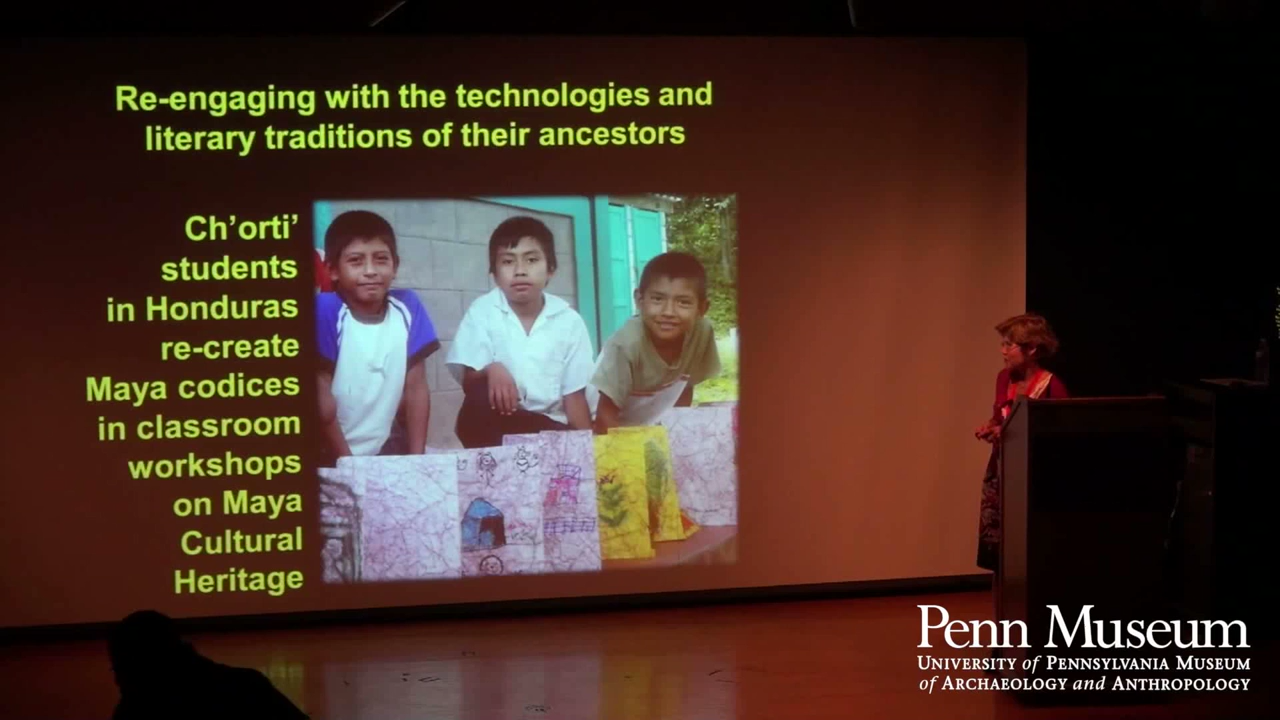 Re-engaging with the technologies and
literary traditions of their ancestors
Ch’orti’
students
in Honduras
re-create
Maya codices
in classroom
workshops
on Maya
Cultural
Heritage
Penn Museum
University of Pennsylvania Museum
of Archaeology and Anthropology